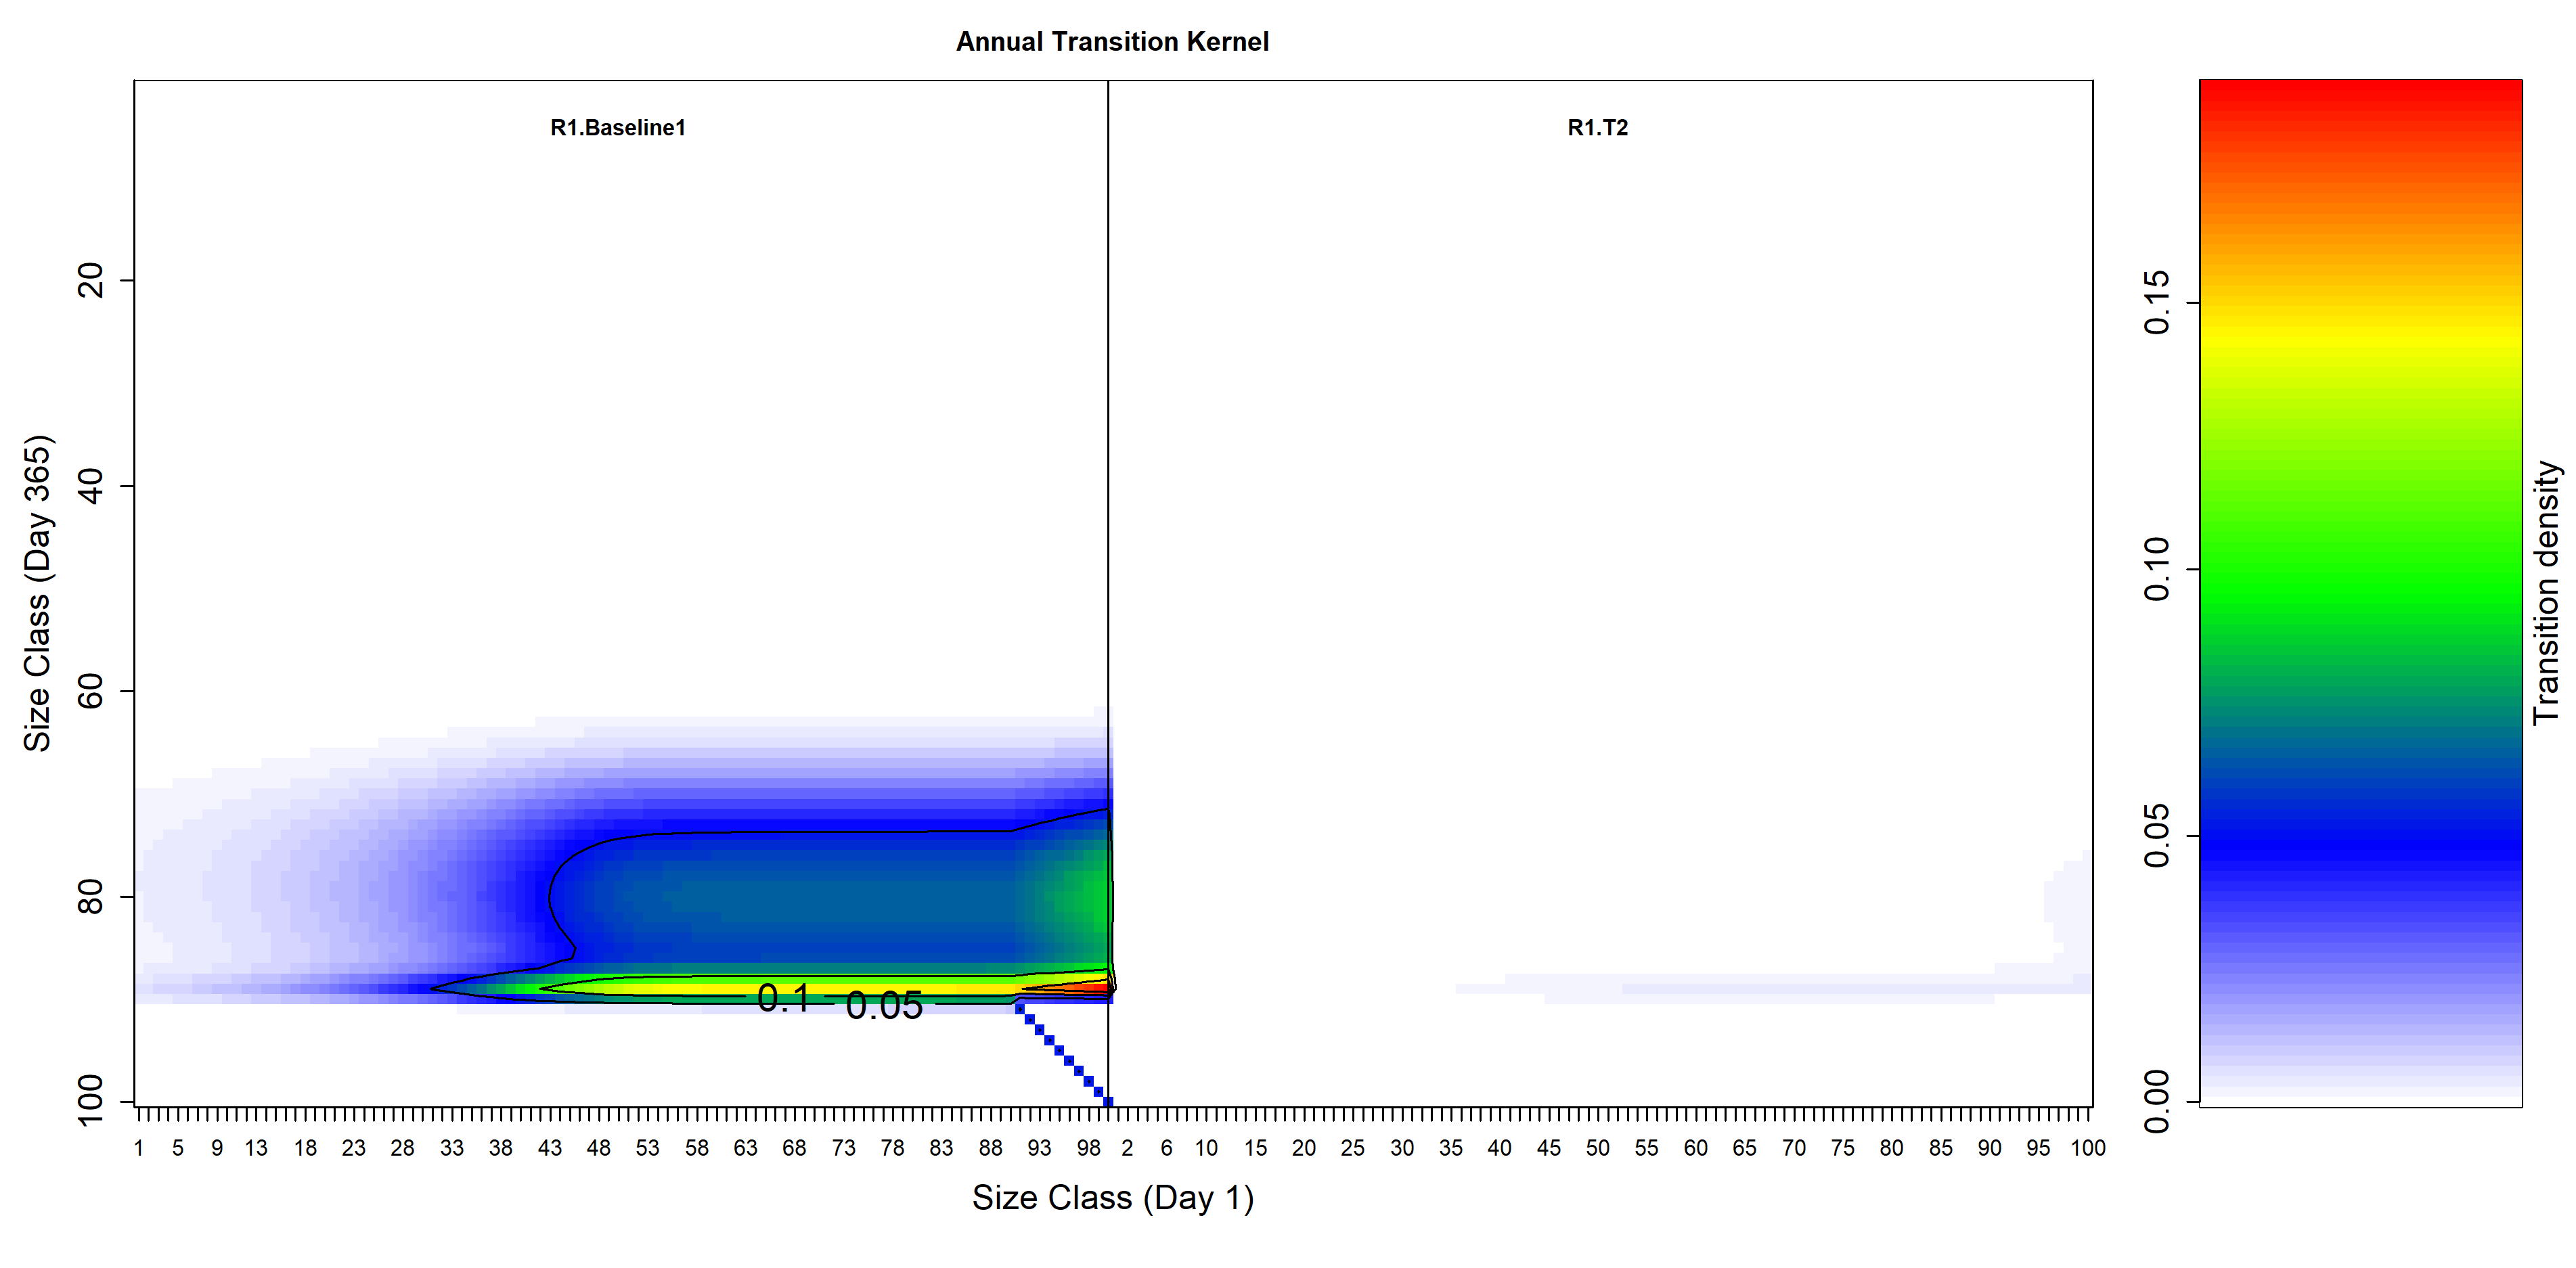 Annual Transition Kernel
R1.Baseline1
R1.T2
Size Class (Day 365)
20
40
60
80
100
0.1
0.05
1 5 9 13 18 23 28 33 38 43 48 53 58 63 68 73 78 83 88 93 98 2 6 10 15 20 25 30 35 40 45 50 55 60 65 70 75 80 85 90 95 100
Size Class (Day 1)
0.15
0.10
0.05
0.00
Transition density